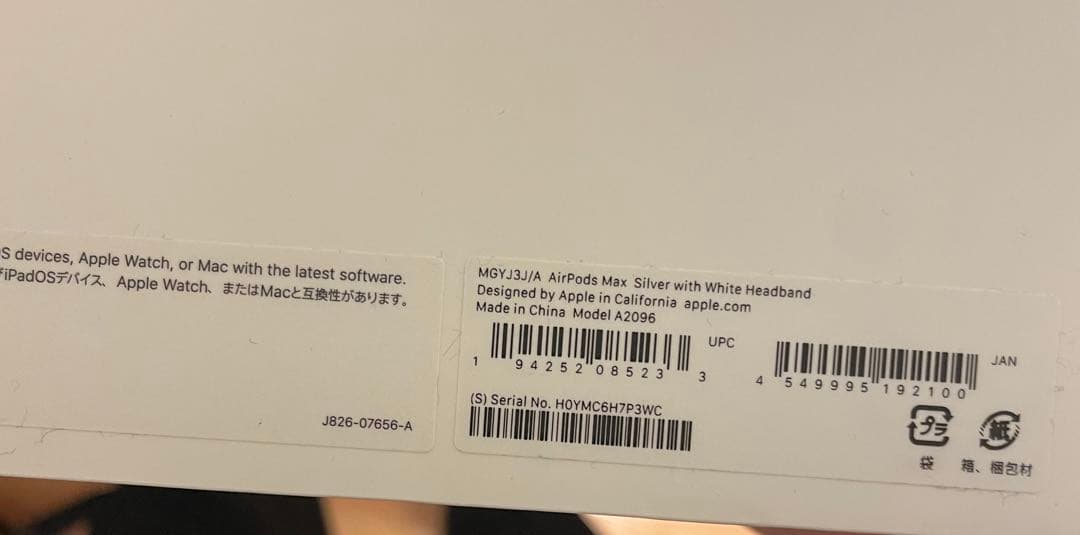 S devices, Apple Watch, or Mac with the latest software.
iPadOSデバイス、Apple Watch、またはMacと互換性があります。
J826-07656-A
MGYJ3J/A AirPods Max Silver with White Headband
Designed by Apple in California apple.com
Made in China Model A2096
UPC
1 94252 08523 3
JAN
4 549995 192100
(S) Serial No. H0YMC6H7P3WC
プラ
紙
袋
箱、梱包材